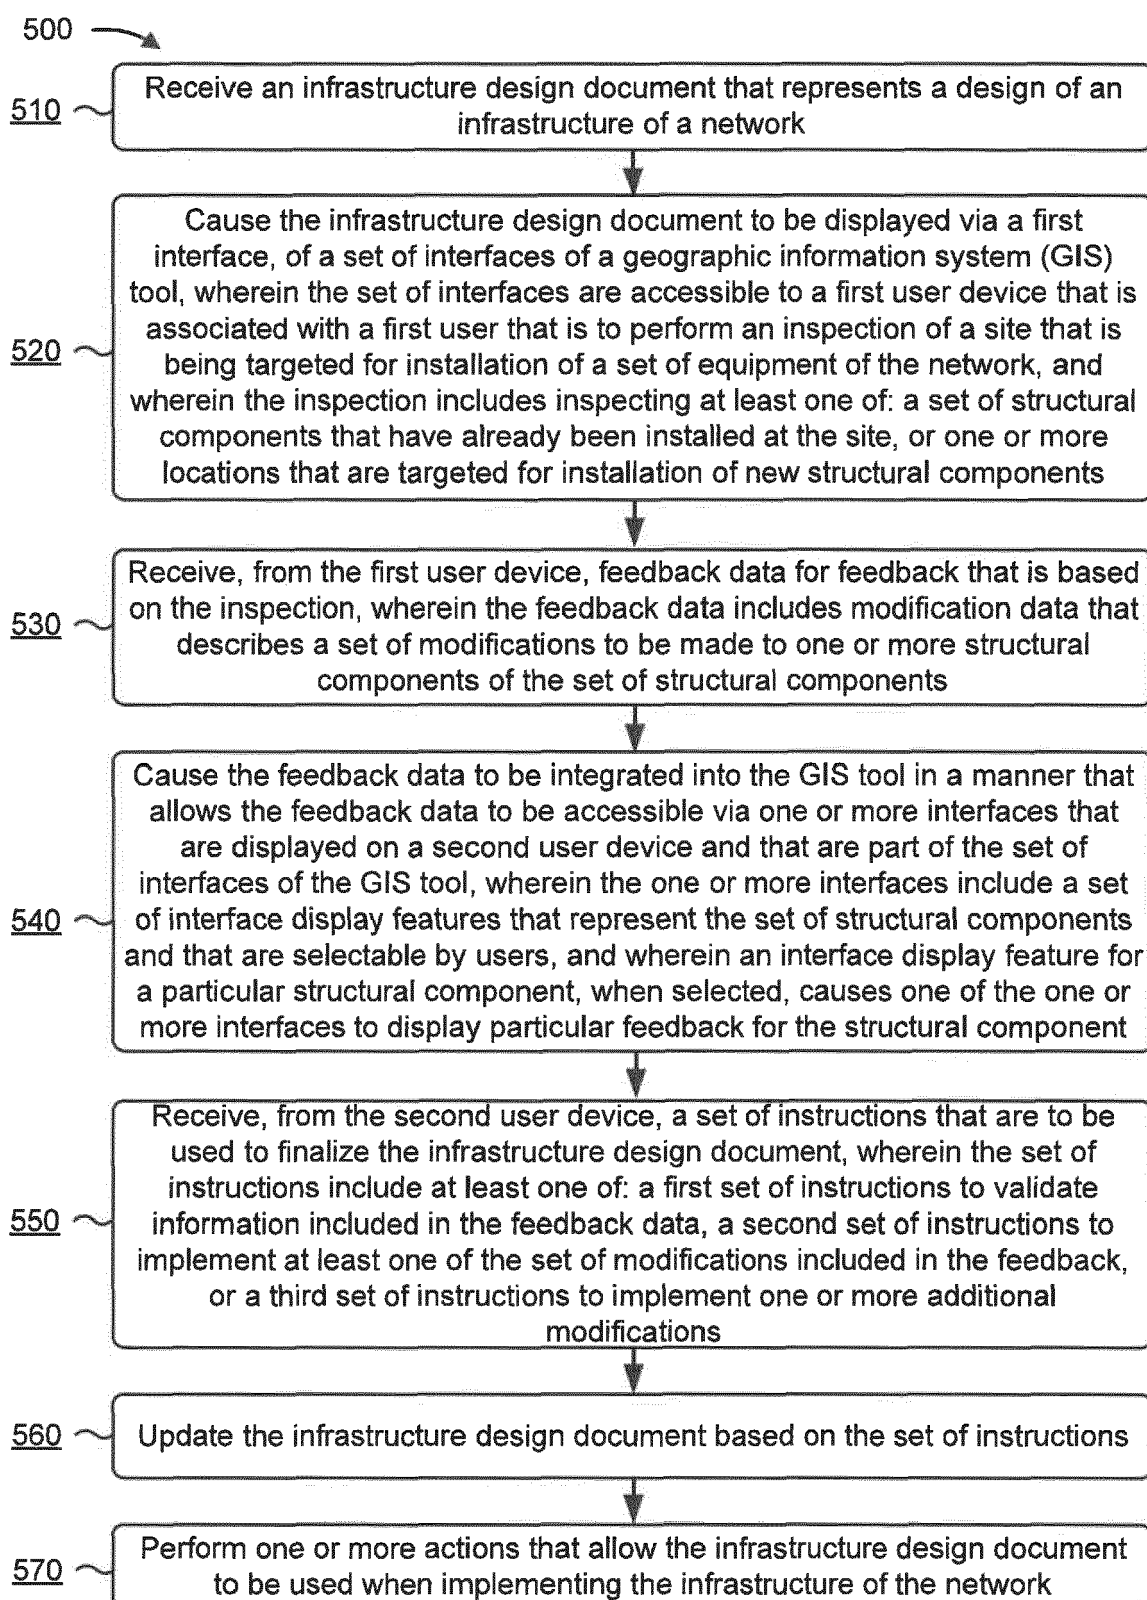 500
510
Receive an infrastructure design document that represents a design of an
infrastructure of a network
520
Cause the infrastructure design document to be displayed via a first
interface, of a set of interfaces of a geographic information system (GIS)
tool, wherein the set of interfaces are accessible to a first user device that is
associated with a first user that is to perform an inspection of a site that is
being targeted for installation of a set of equipment of the network, and
wherein the inspection includes inspecting at least one of: a set of structural
components that have already been installed at the site, or one or more
locations that are targeted for installation of new structural components
530
Receive, from the first user device, feedback data for feedback that is based
on the inspection, wherein the feedback data includes modification data that
describes a set of modifications to be made to one or more structural
components of the set of structural components
540
Cause the feedback data to be integrated into the GIS tool in a manner that
allows the feedback data to be accessible via one or more interfaces that
are displayed on a second user device and that are part of the set of
interfaces of the GIS tool, wherein the one or more interfaces include a set
of interface display features that represent the set of structural components
and that are selectable by users, and wherein an interface display feature for
a particular structural component, when selected, causes one of the one or
more interfaces to display particular feedback for the structural component
550
Receive, from the second user device, a set of instructions that are to be
used to finalize the infrastructure design document, wherein the set of
instructions include at least one of: a first set of instructions to validate
information included in the feedback data, a second set of instructions to
implement at least one of the set of modifications included in the feedback,
or a third set of instructions to implement one or more additional
modifications
560
Update the infrastructure design document based on the set of instructions
570
Perform one or more actions that allow the infrastructure design document
to be used when implementing the infrastructure of the network